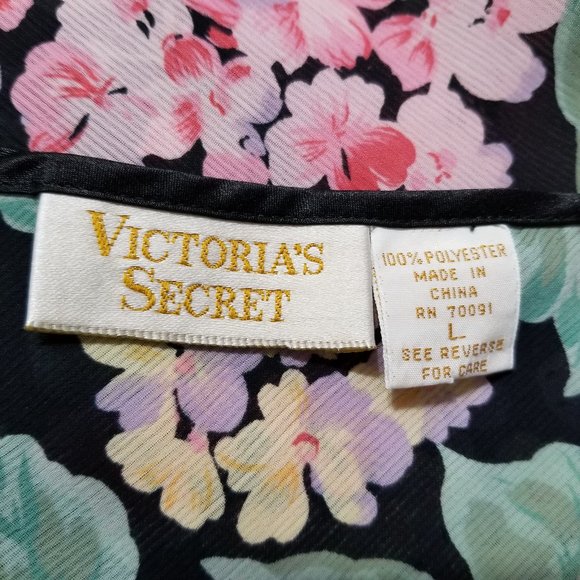 VICTORIA'S
SECRET
100% POLYESTER
MADE IN
CHINA
RN 70091
L
SEE REVERSE
FOR CARE